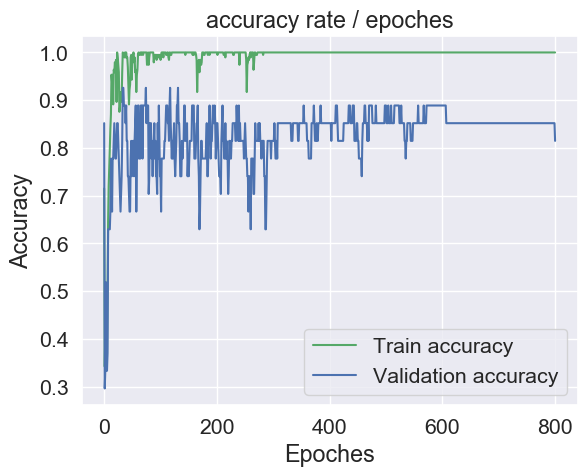 accuracy rate / epoches
Accuracy
1.0
0.9
0.8
0.7
0.6
0.5
0.4
0.3
Train accuracy
Validation accuracy
0 200 400 600 800
Epoches